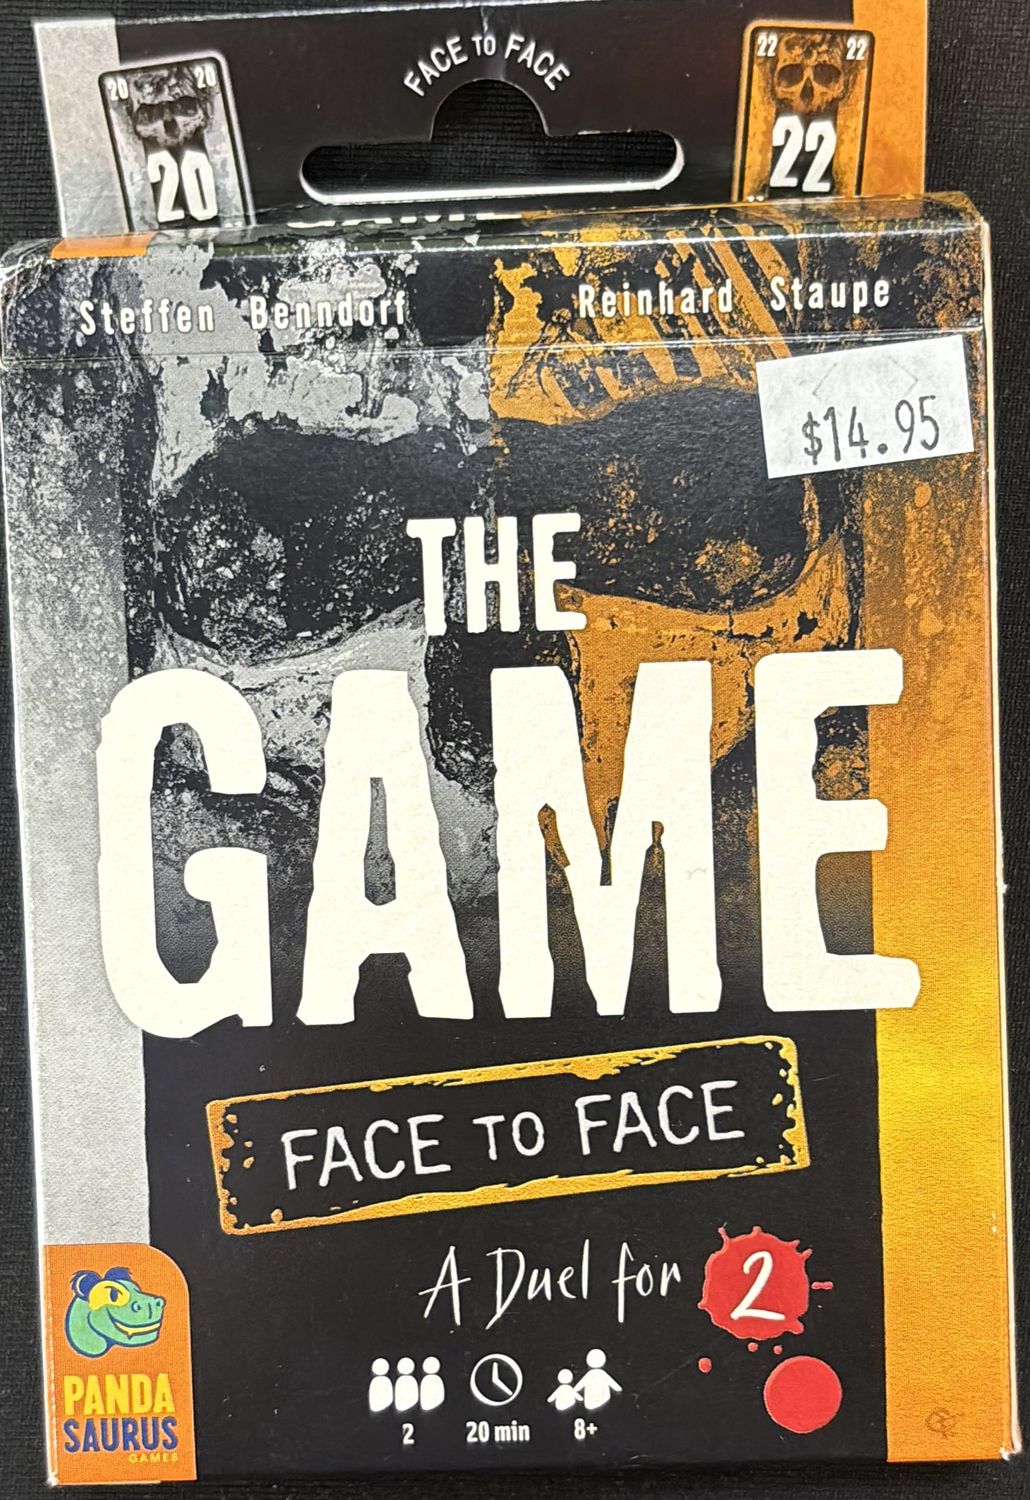 FACE TO FACE
20 20
20
22 22
22
Steffen Benndorf
Reinhard Staupe
$14.95
THE
GAME
FACE TO FACE
A Duel for 2
2
20 min
8+
PANDA
SAURUS
GAMES